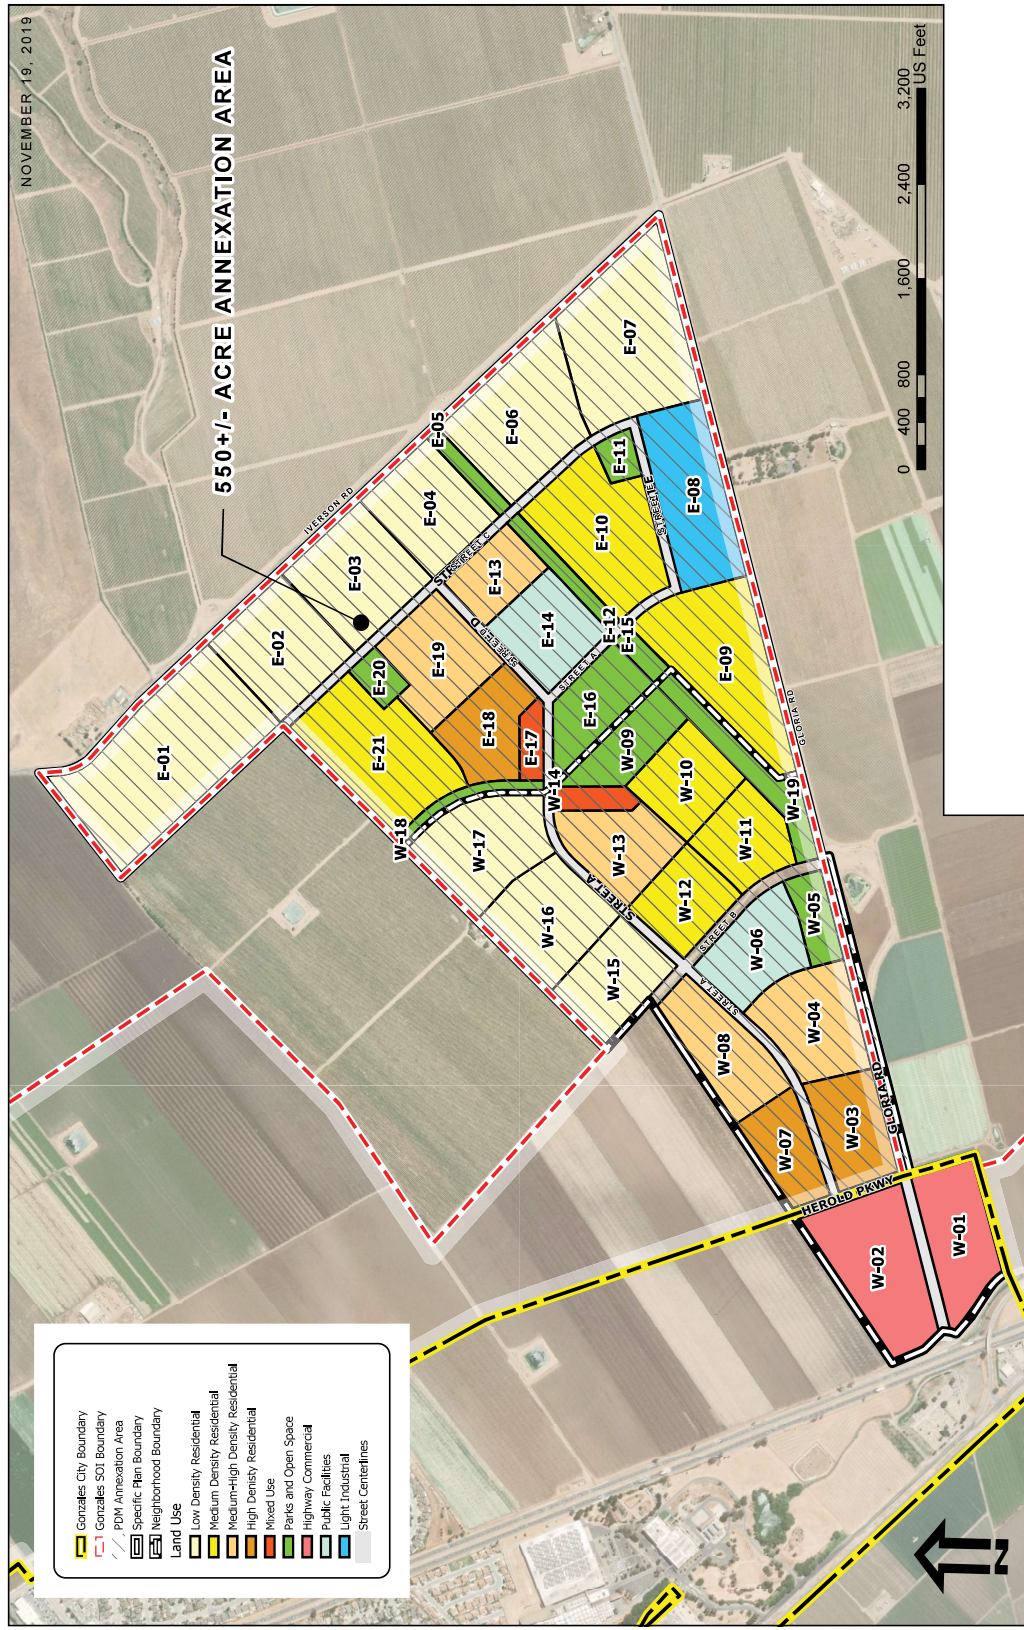 NOVEMBER 19, 2019
550+/- ACRE ANNEXATION AREA
IVERSON RD
E-01
E-02
E-03
E-04
E-05
E-06
E-07
E-08
E-09
E-10
E-11
E-12
E-13
E-14
E-15
E-16
E-17
E-18
E-19
E-20
E-21
W-01
W-02
W-03
W-04
W-05
W-06
W-07
W-08
W-09
W-10
W-11
W-12
W-13
W-14
W-15
W-16
W-17
W-18
W-19
STREET C
STREET D
STREET E
STREET A
STREET A
STREET A
STREET B
GLORIA RD
GLORIA RD
HEROLD PKWY
0 400 800 1,600 2,400 3,200
US Feet
Gonzales City Boundary
Gonzales SOI Boundary
PDM Annexation Area
Specific Plan Boundary
Neighborhood Boundary
Land Use
Low Density Residential
Medium Density Residential
Medium-High Density Residential
High Denisty Residential
Mixed Use
Parks and Open Space
Highway Commercial
Public Facilities
Light Industrial
Street Centerlines
N